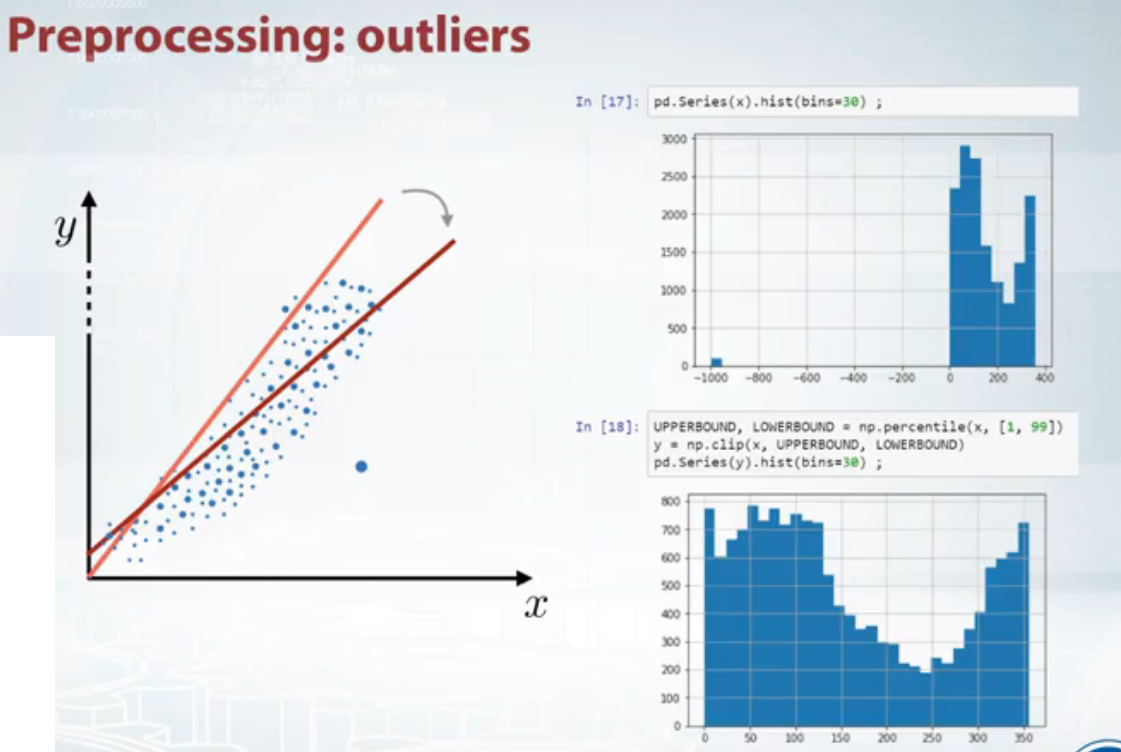 Preprocessing: outliers
In [17]: pd.Series(x).hist(bins=30) ;
3000
2500
2000
1500
1000
500
0
−1000 −800 −600 −400 −200 0 200 400
y
x
In [18]: UPPERBOUND, LOWERBOUND = np.percentile(x, [1, 99])
y = np.clip(x, UPPERBOUND, LOWERBOUND)
pd.Series(y).hist(bins=30) ;
800
700
600
500
400
300
200
100
0
0 50 100 150 200 250 300 350